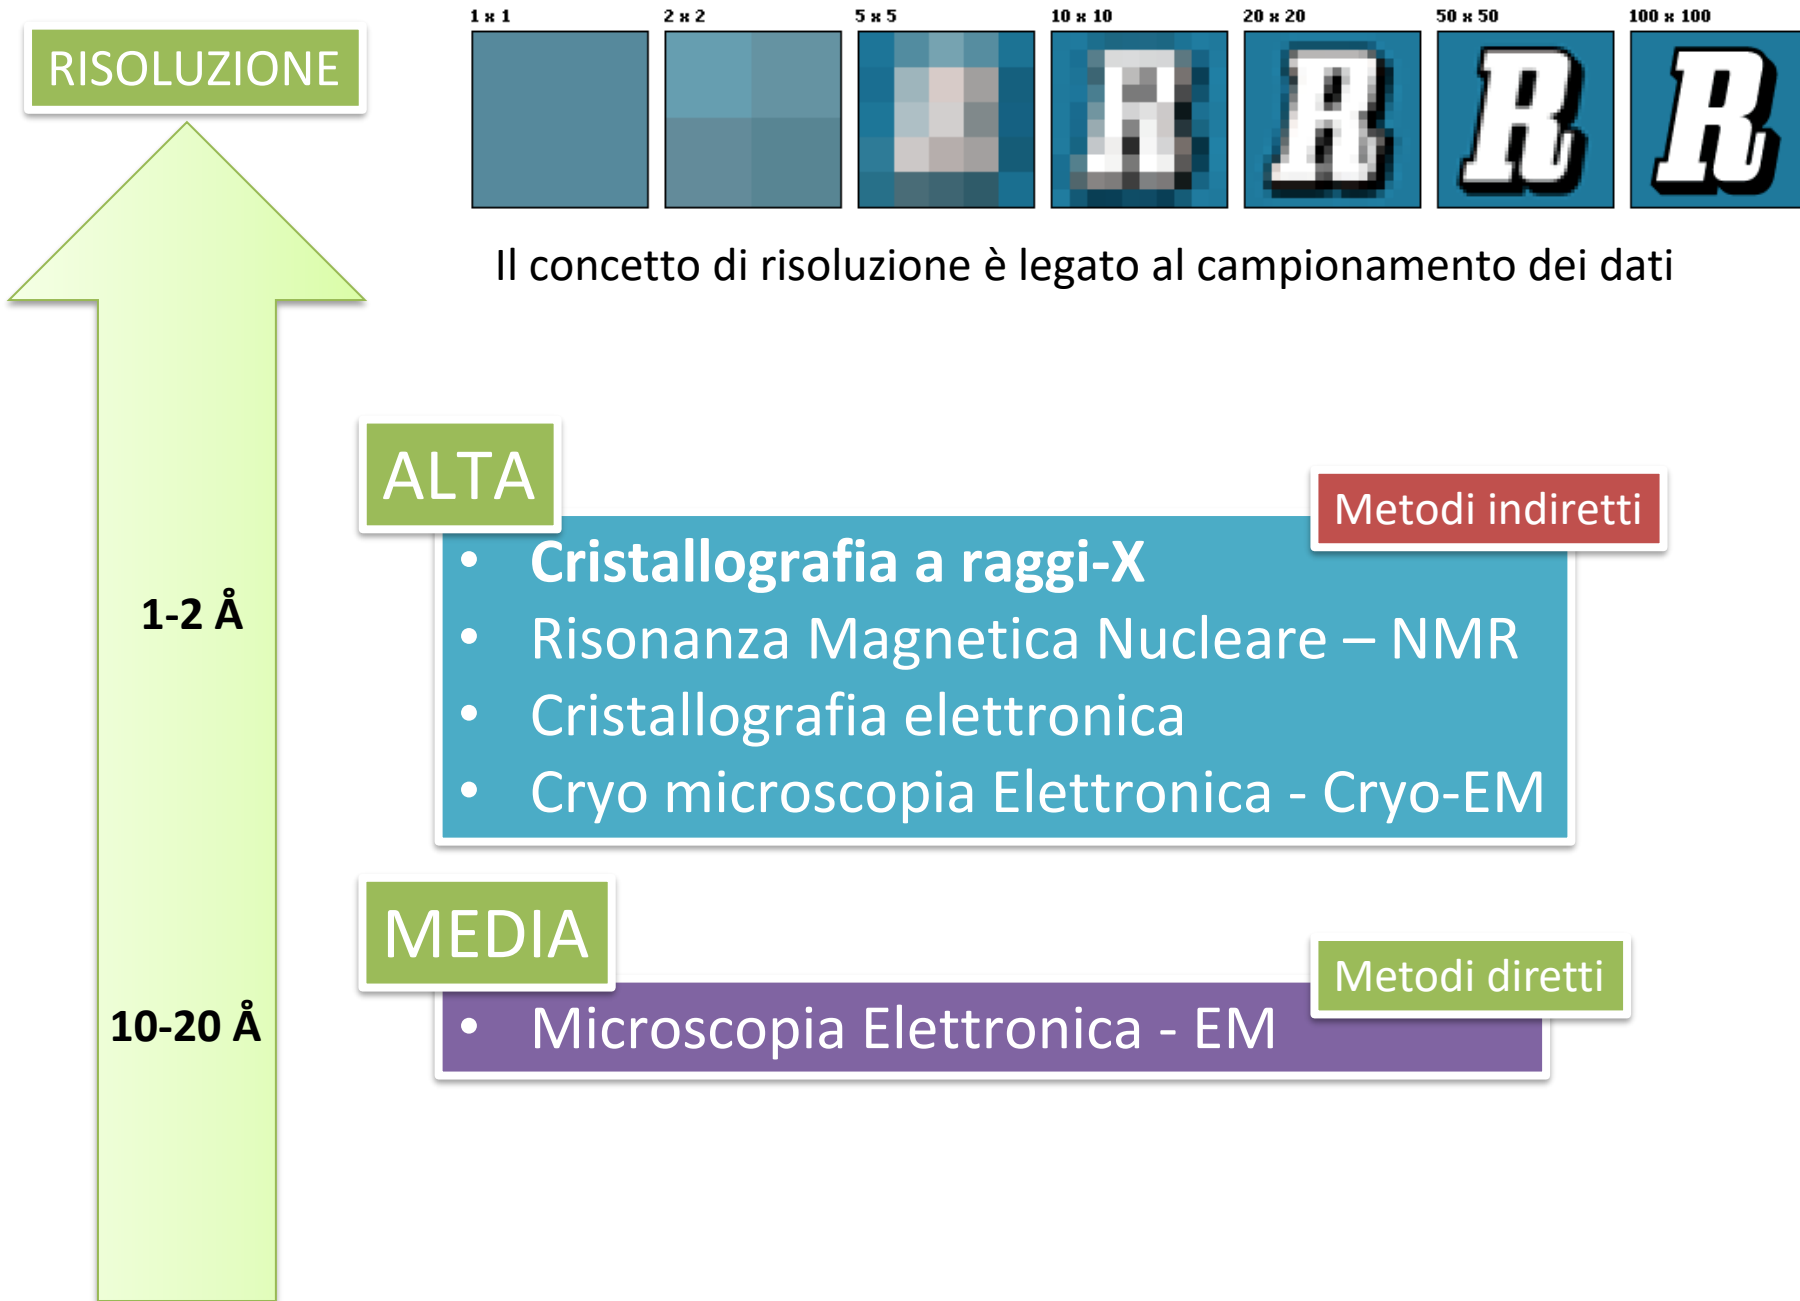 RISOLUZIONE
1 x 1
2 x 2
5 x 5
10 x 10
20 x 20
50 x 50
100 x 100
R
R
R
R
Il concetto di risoluzione è legato al campionamento dei dati
ALTA
Metodi indiretti
1-2 Å
• Cristallografia a raggi-X
• Risonanza Magnetica Nucleare – NMR
• Cristallografia elettronica
• Cryo microscopia Elettronica - Cryo-EM
MEDIA
Metodi diretti
10-20 Å
• Microscopia Elettronica - EM